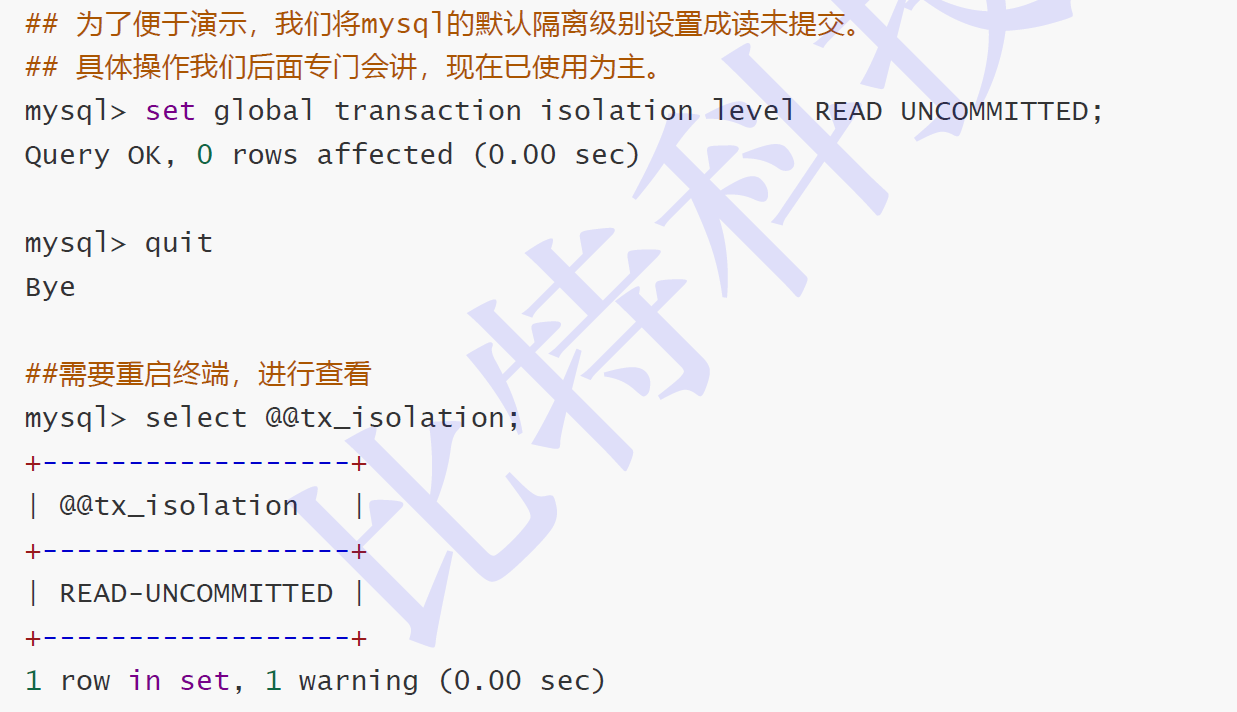 ## 为了便于演示，我们将mysql的默认隔离级别设置成读未提交。
## 具体操作我们后面专门会讲，现在已使用为主。
mysql> set global transaction isolation level READ UNCOMMITTED;
Query OK, 0 rows affected (0.00 sec)
mysql> quit
Bye
##需要重启终端，进行查看
mysql> select @@tx_isolation;
+------------------+
| @@tx_isolation   |
+------------------+
| READ-UNCOMMITTED |
+------------------+
1 row in set, 1 warning (0.00 sec)
比特科技